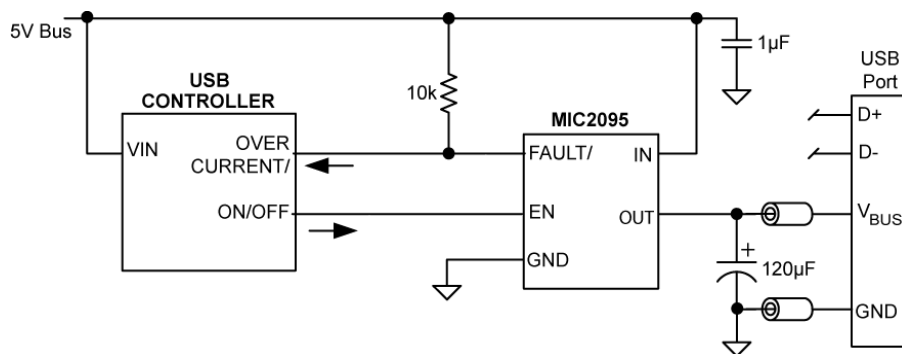 5V Bus
USB
CONTROLLER
VIN
OVER
CURRENT/
ON/OFF
10k
MIC2095
FAULT/
IN
EN
OUT
GND
1µF
120µF
+
USB
Port
D+
D-
VBUS
GND